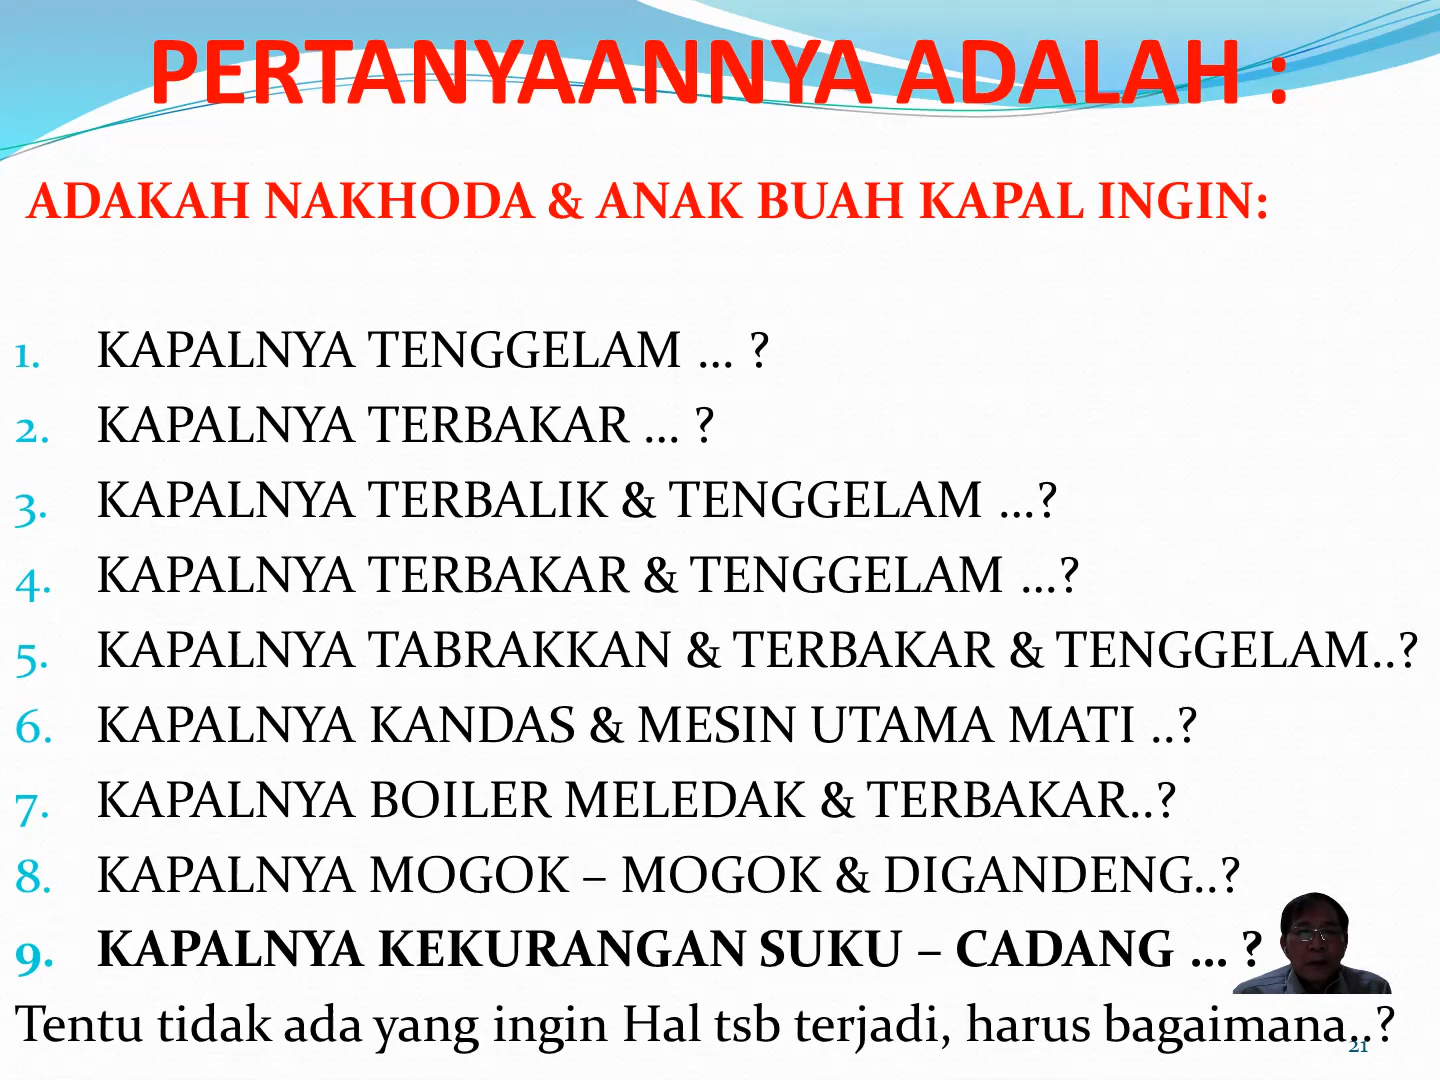 PERTANYAANNYA ADALAH :
ADAKAH NAKHODA & ANAK BUAH KAPAL INGIN:
1. KAPALNYA TENGGELAM ... ?
2. KAPALNYA TERBAKAR ... ?
3. KAPALNYA TERBALIK & TENGGELAM ...?
4. KAPALNYA TERBAKAR & TENGGELAM ...?
5. KAPALNYA TABRAKKAN & TERBAKAR & TENGGELAM..?
6. KAPALNYA KANDAS & MESIN UTAMA MATI ..?
7. KAPALNYA BOILER MELEDAK & TERBAKAR..?
8. KAPALNYA MOGOK – MOGOK & DIGANDENG..?
9. KAPALNYA KEKURANGAN SUKU – CADANG ... ?
Tentu tidak ada yang ingin Hal tsb terjadi, harus bagaimana..?
21